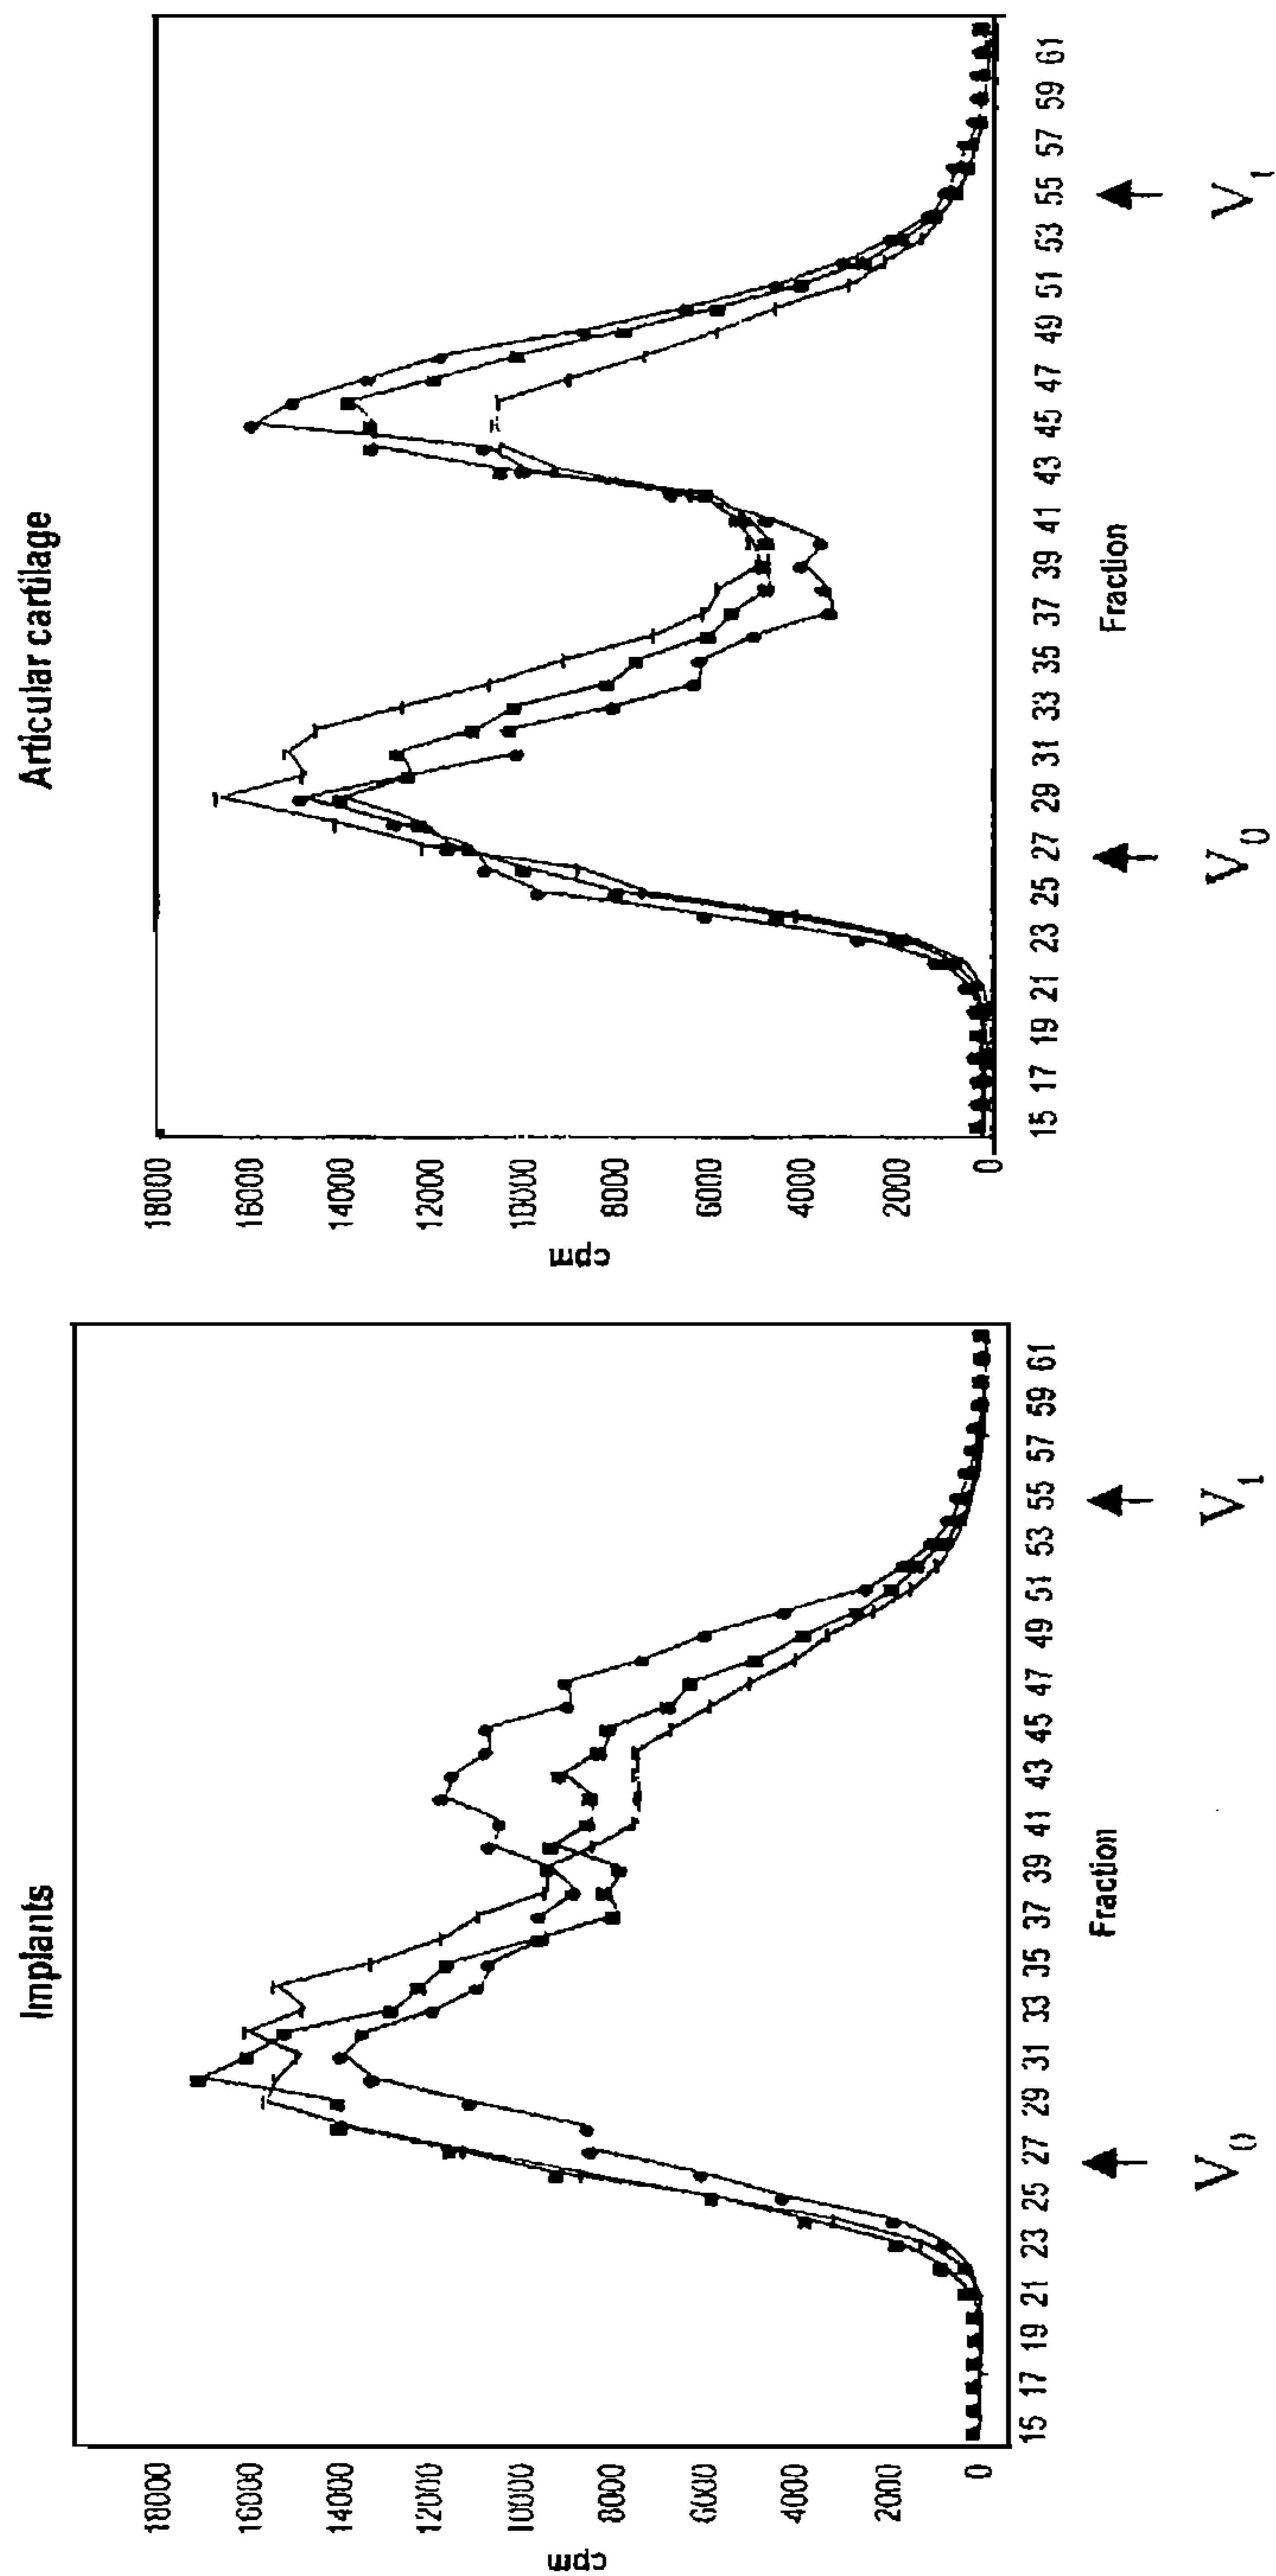 Implants
cpm
18000
16000
14000
12000
10000
8000
6000
4000
2000
0
15 17 19 21 23 25 27 29 31 33 35 37 39 41 43 45 47 49 51 53 55 57 59 61
Fraction
V0 V1
Articular cartilage
cpm
18000
16000
14000
12000
10000
8000
6000
4000
2000
0
15 17 19 21 23 25 27 29 31 33 35 37 39 41 43 45 47 49 51 53 55 57 59 61
Fraction
V0 Vt